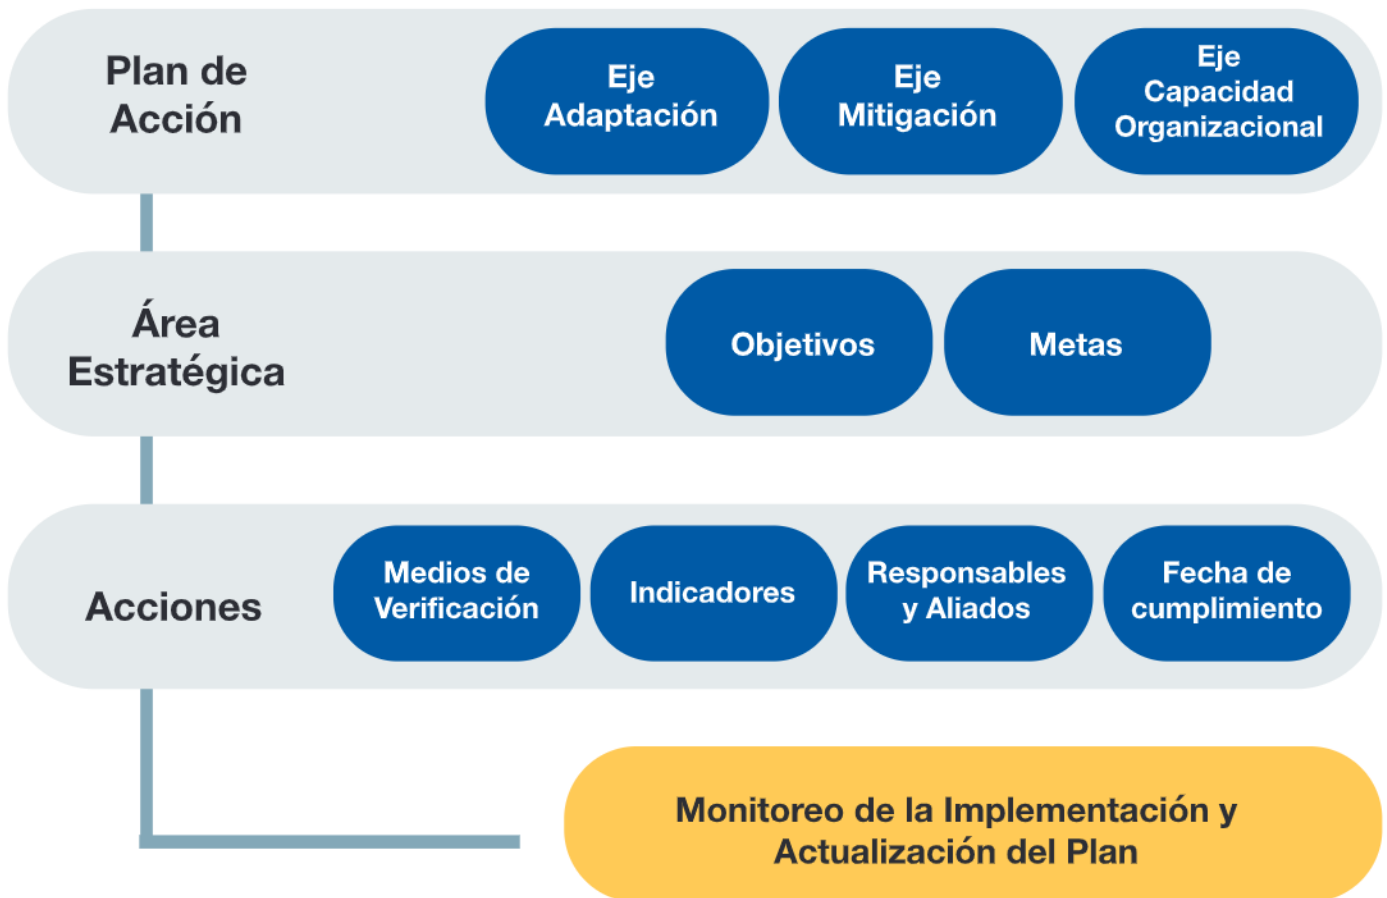 Plan de
Acción
Eje
Adaptación
Eje
Mitigación
Eje
Capacidad
Organizacional
Área
Estratégica
Objetivos
Metas
Acciones
Medios de
Verificación
Indicadores
Responsables
y Aliados
Fecha de
cumplimiento
Monitoreo de la Implementación y
Actualización del Plan